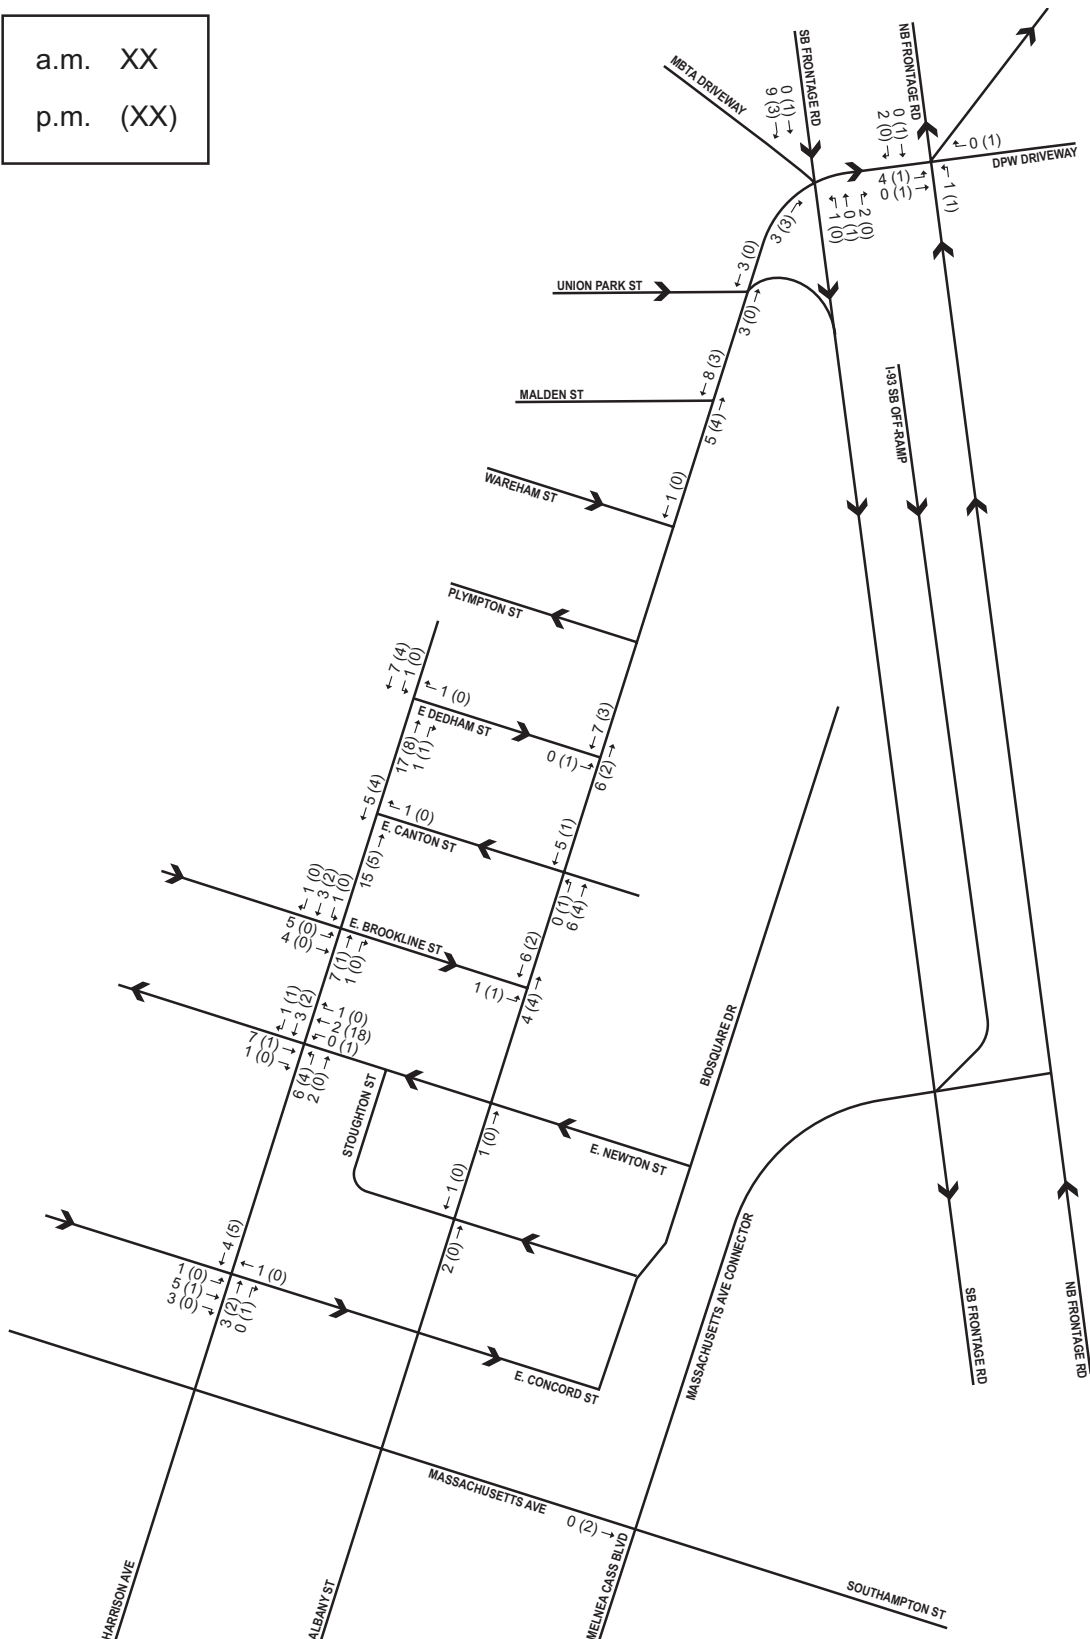 a.m. XX
p.m. (XX)
MBTA DRIVEWAY
SB FRONTAGE RD
NB FRONTAGE RD
0 (1)
9 (3)
0 (1)
2 (0)
0 (1)
DPW DRIVEWAY
4 (1)
0 (1)
1 (1)
2 (0)
0 (1)
1 (0)
3 (3)
3 (0)
UNION PARK ST
3 (0)
8 (3)
MALDEN ST
5 (4)
I-93 SB OFF-RAMP
WAREHAM ST
1 (0)
PLYMPTON ST
7 (4)
1 (0)
1 (0)
E DEDHAM ST
17 (8)
1 (1)
7 (3)
0 (1)
6 (2)
5 (4)
1 (0)
E. CANTON ST
15 (5)
5 (1)
0 (1)
6 (4)
1 (0)
3 (2)
1 (0)
5 (0)
4 (0)
E. BROOKLINE ST
7 (1)
1 (0)
6 (2)
1 (1)
4 (4)
1 (1)
3 (2)
1 (0)
2 (18)
0 (1)
7 (1)
1 (0)
6 (4)
2 (0)
STOUGHTON ST
BIOSQUARE DR
1 (0)
E. NEWTON ST
1 (0)
2 (0)
4 (5)
1 (0)
1 (0)
5 (1)
3 (0)
3 (2)
0 (1)
E. CONCORD ST
MASSACHUSETTS AVE CONNECTOR
SB FRONTAGE RD
NB FRONTAGE RD
MASSACHUSETTS AVE
0 (2)
SOUTHAMPTON ST
HARRISON AVE
ALBANY ST
MELNEA CASS BLVD